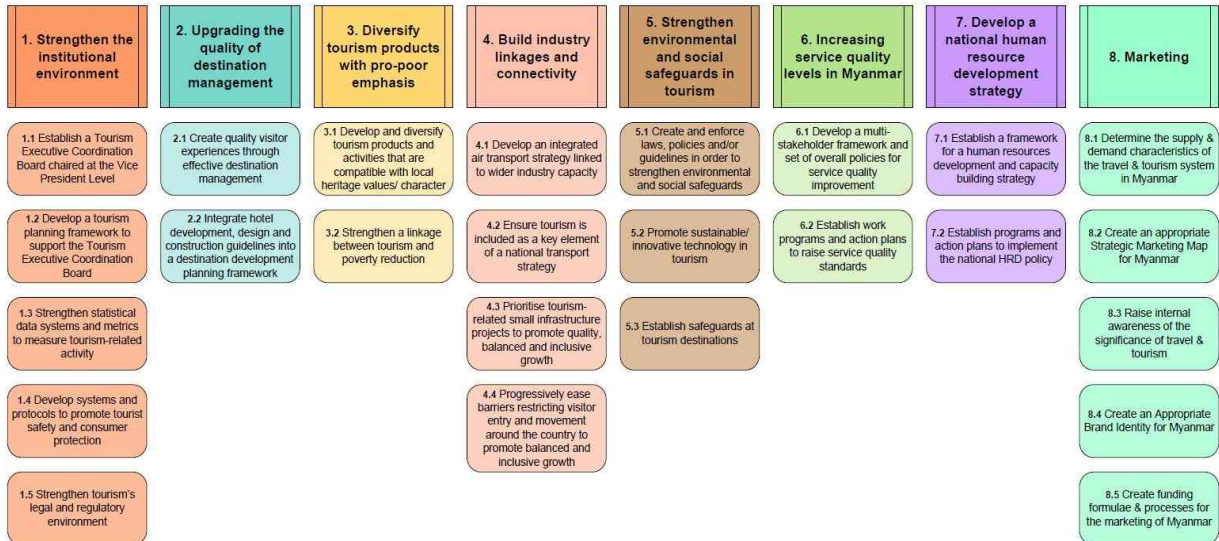 1. Strengthen the
institutional
environment
2. Upgrading the
quality of
destination
management
3. Diversify
tourism products
with pro-poor
emphasis
4. Build industry
linkages and
connectivity
5. Strengthen
environmental
and social
safeguards in
tourism
6. Increasing
service quality
levels in Myanmar
7. Develop a
national human
resource
development
strategy
8. Marketing
1.1 Establish a Tourism
Executive Coordination
Board chaired at the Vice
President Level
2.1 Create quality visitor
experiences through
effective destination
management
3.1 Develop and diversify
tourism products and
activities that are
compatible with local
heritage values/ character
4.1 Develop an integrated
air transport strategy linked
to wider industry capacity
5.1 Create and enforce
laws, policies and/or
guidelines in order to
strengthen environmental
and social safeguards
6.1 Develop a multi-
stakeholder framework and
set of overall policies for
service quality
improvement
7.1 Establish a framework
for a human resources
development and capacity
building strategy
8.1 Determine the supply &
demand characteristics of
the travel & tourism system
in Myanmar
1.2 Develop a tourism
planning framework to
support the Tourism
Executive Coordination
Board
2.2 Integrate hotel
development, design and
construction guidelines into
a destination development
planning framework
3.2 Strengthen a linkage
between tourism and
poverty reduction
4.2 Ensure tourism is
included as a key element
of a national transport
strategy
5.2 Promote sustainable/
innovative technology in
tourism
6.2 Establish work
programs and action plans
to raise service quality
standards
7.2 Establish programs and
action plans to implement
the national HRD policy
8.2 Create an appropriate
Strategic Marketing Map
for Myanmar
1.3 Strengthen statistical
data systems and metrics
to measure tourism-related
activity
4.3 Prioritise tourism-
related small infrastructure
projects to promote quality,
balanced and inclusive
growth
5.3 Establish safeguards at
tourism destinations
8.3 Raise internal
awareness of the
significance of travel &
tourism
1.4 Develop systems and
protocols to promote tourist
safety and consumer
protection
4.4 Progressively ease
barriers restricting visitor
entry and movement
around the country to
promote balanced and
inclusive growth
8.4 Create an Appropriate
Brand Identity for Myanmar
1.5 Strengthen tourism's
legal and regulatory
environment
8.5 Create funding
formulae & processes for
the marketing of Myanmar